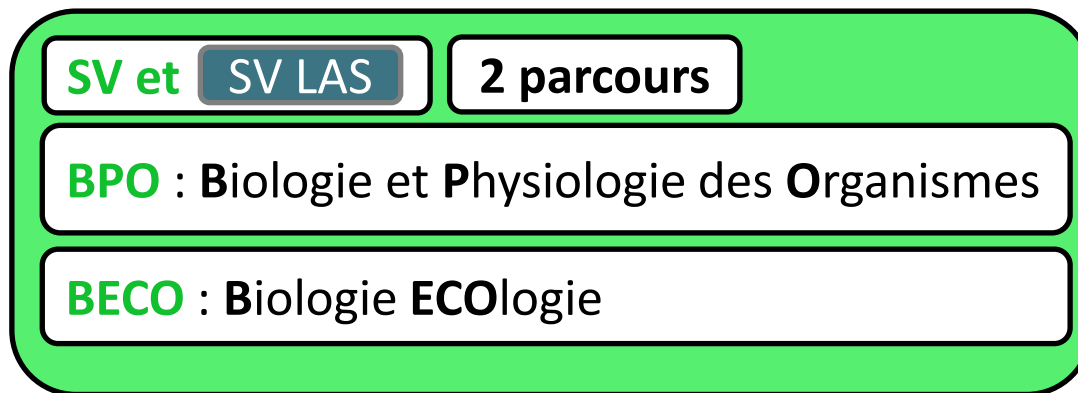 SV et SV LAS 2 parcours
BPO : Biologie et Physiologie des Organismes
BECO : Biologie ECOlogie